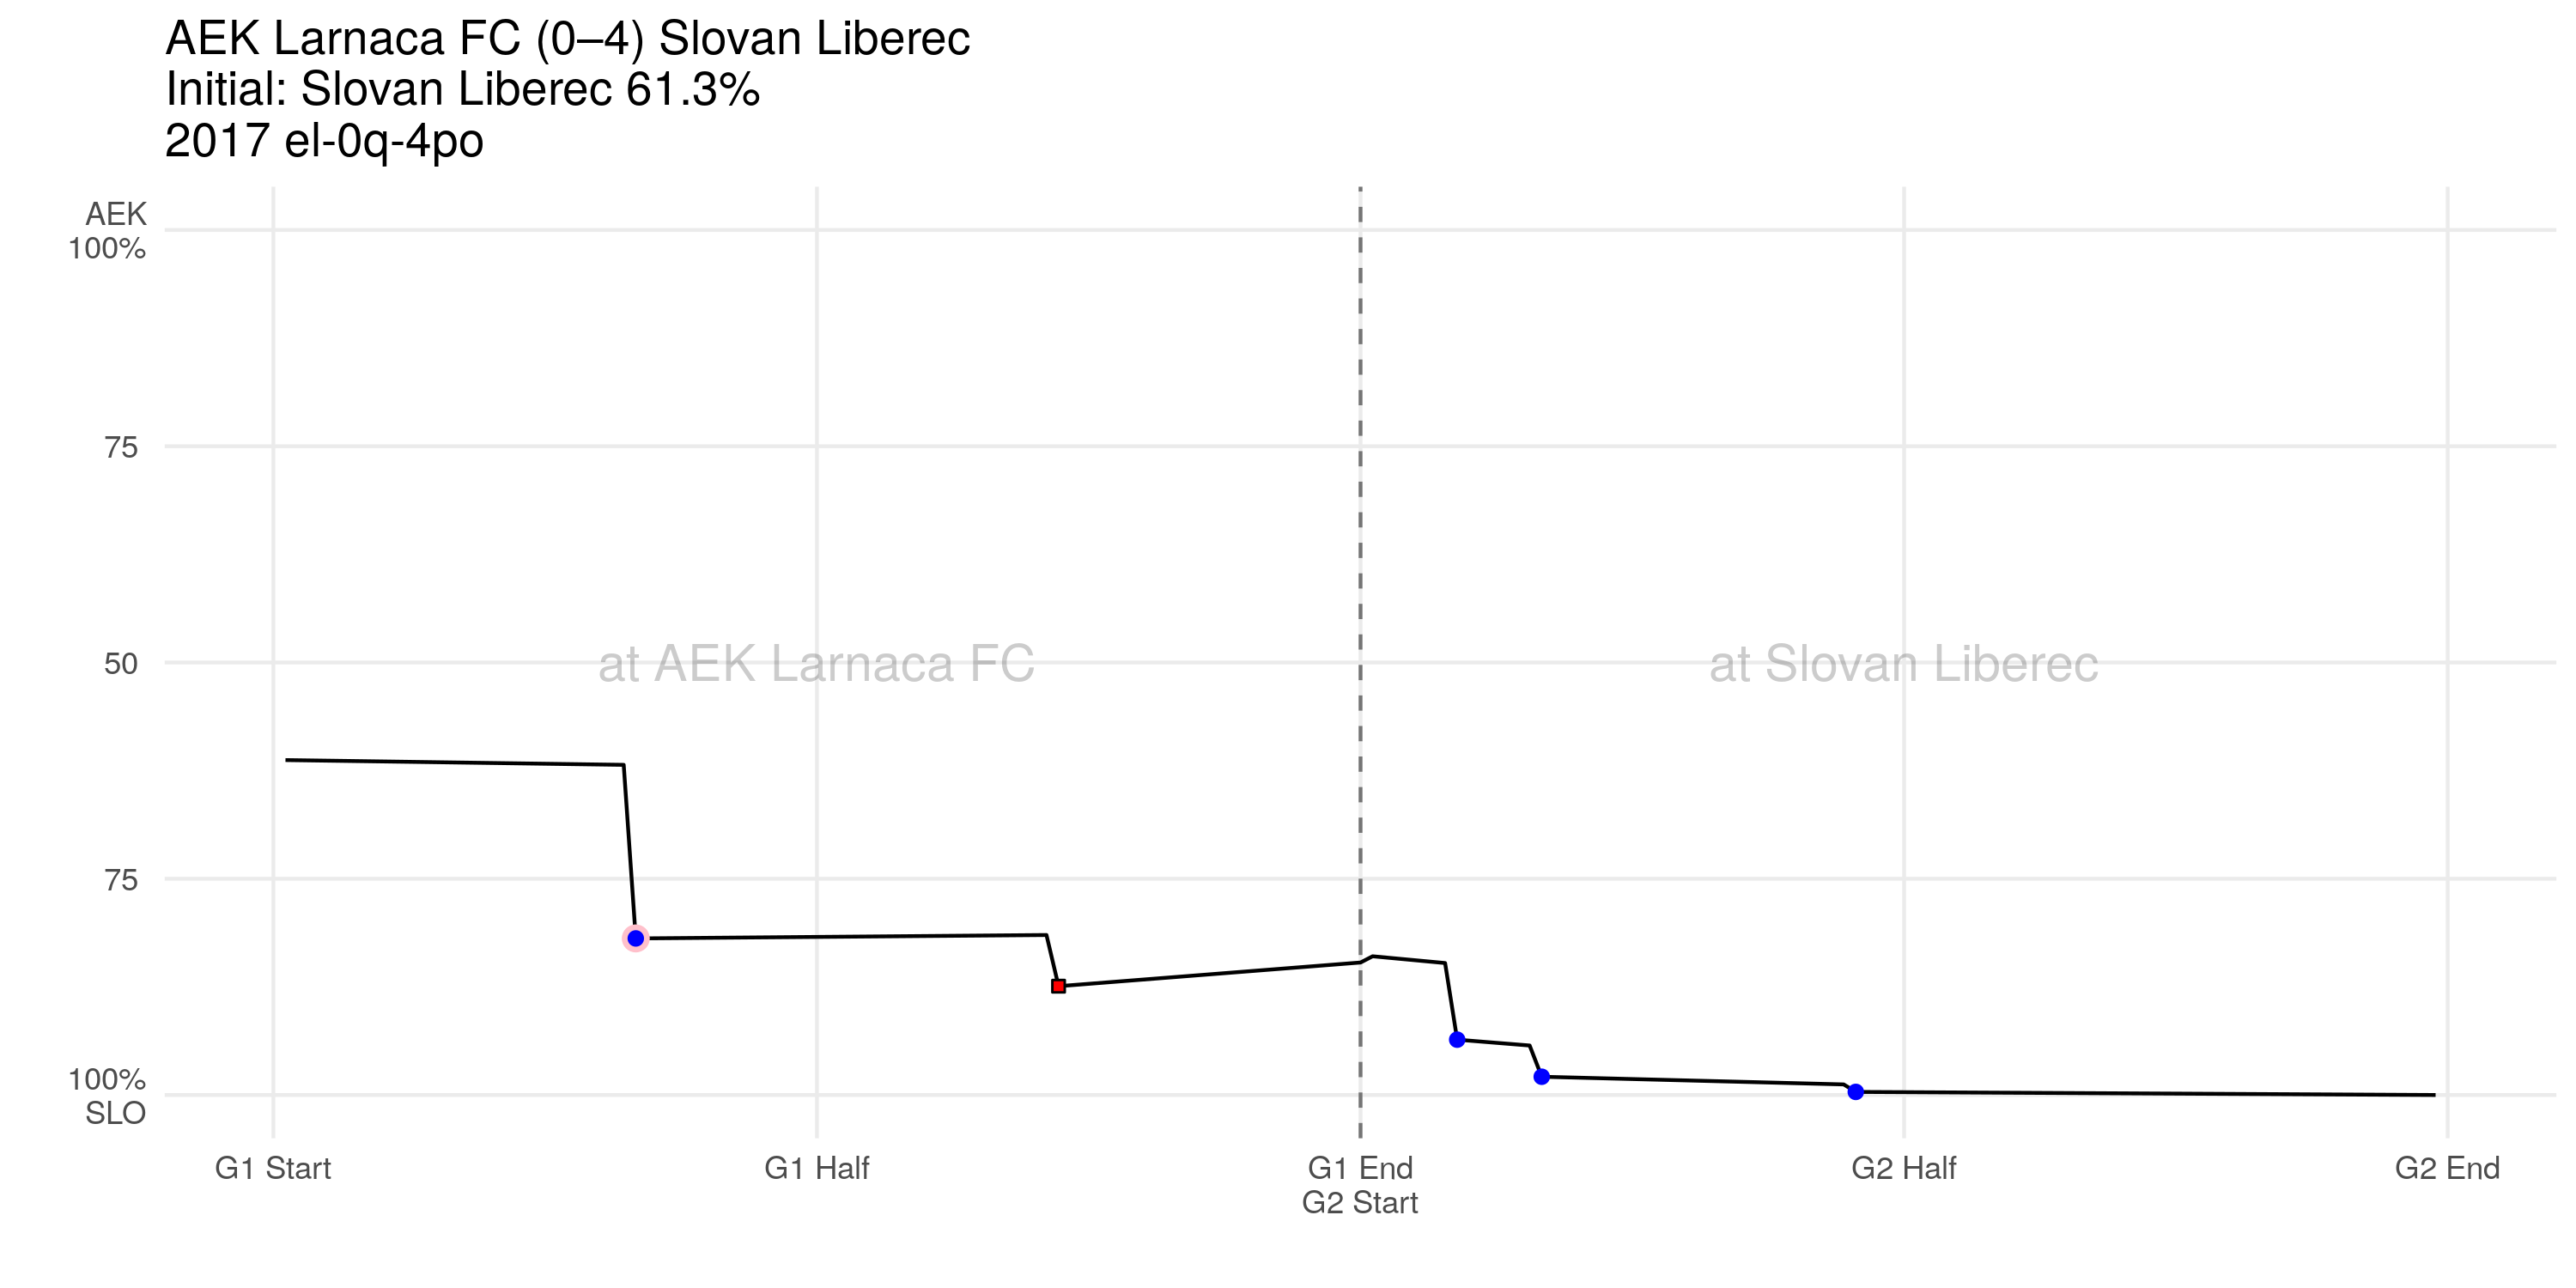 AEK Larnaca FC (0–4) Slovan Liberec
Initial: Slovan Liberec 61.3%
2017 el-0q-4po
AEK
100%
75
50
75
100%
SLO
at AEK Larnaca FC
at Slovan Liberec
G1 Start
G1 Half
G1 End
G2 Start
G2 Half
G2 End